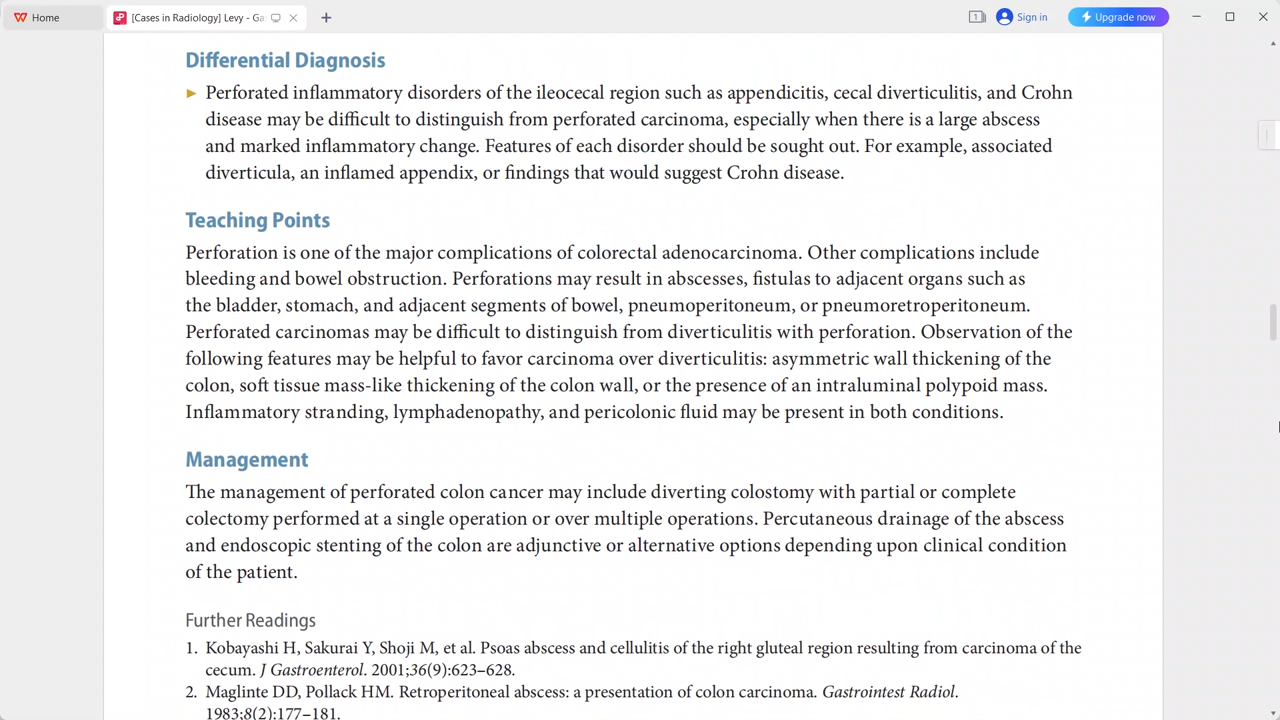 Home
[Cases in Radiology] Levy - Ga
1
Sign in
Upgrade now
Differential Diagnosis
► Perforated inflammatory disorders of the ileocecal region such as appendicitis, cecal diverticulitis, and Crohn
disease may be difficult to distinguish from perforated carcinoma, especially when there is a large abscess
and marked inflammatory change. Features of each disorder should be sought out. For example, associated
diverticula, an inflamed appendix, or findings that would suggest Crohn disease.
Teaching Points
Perforation is one of the major complications of colorectal adenocarcinoma. Other complications include
bleeding and bowel obstruction. Perforations may result in abscesses, fistulas to adjacent organs such as
the bladder, stomach, and adjacent segments of bowel, pneumoperitoneum, or pneumoretroperitoneum.
Perforated carcinomas may be difficult to distinguish from diverticulitis with perforation. Observation of the
following features may be helpful to favor carcinoma over diverticulitis: asymmetric wall thickening of the
colon, soft tissue mass-like thickening of the colon wall, or the presence of an intraluminal polypoid mass.
Inflammatory stranding, lymphadenopathy, and pericolonic fluid may be present in both conditions.
Management
The management of perforated colon cancer may include diverting colostomy with partial or complete
colectomy performed at a single operation or over multiple operations. Percutaneous drainage of the abscess
and endoscopic stenting of the colon are adjunctive or alternative options depending upon clinical condition
of the patient.
Further Readings
1. Kobayashi H, Sakurai Y, Shoji M, et al. Psoas abscess and cellulitis of the right gluteal region resulting from carcinoma of the
cecum. J Gastroenterol. 2001;36(9):623–628.
2. Maglinte DD, Pollack HM. Retroperitoneal abscess: a presentation of colon carcinoma. Gastrointest Radiol.
1983;8(2):177–181.